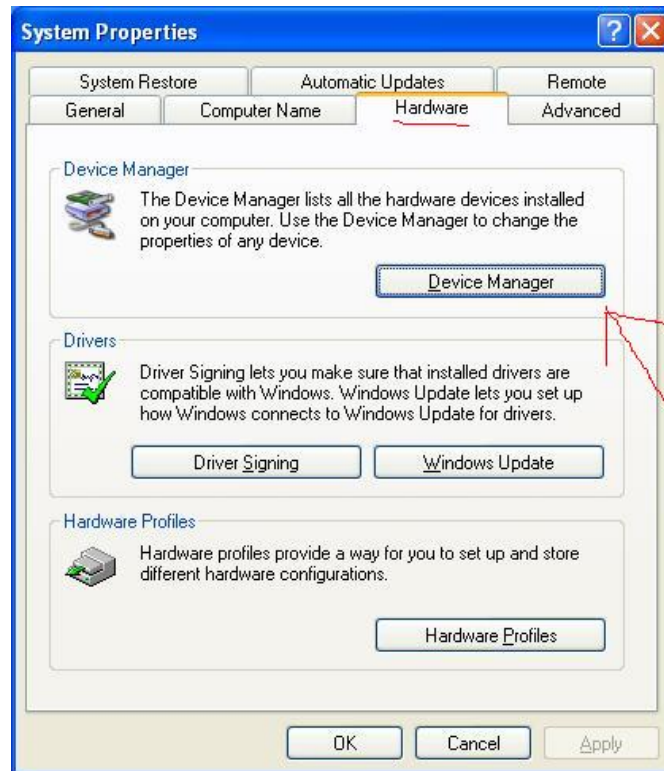 System Properties
System Restore Automatic Updates Remote
General Computer Name Hardware Advanced
Device Manager
The Device Manager lists all the hardware devices installed
on your computer. Use the Device Manager to change the
properties of any device.
Device Manager
Drivers
Driver Signing lets you make sure that installed drivers are
compatible with Windows. Windows Update lets you set up
how Windows connects to Windows Update for drivers.
Driver Signing Windows Update
Hardware Profiles
Hardware profiles provide a way for you to set up and store
different hardware configurations.
Hardware Profiles
OK Cancel Apply